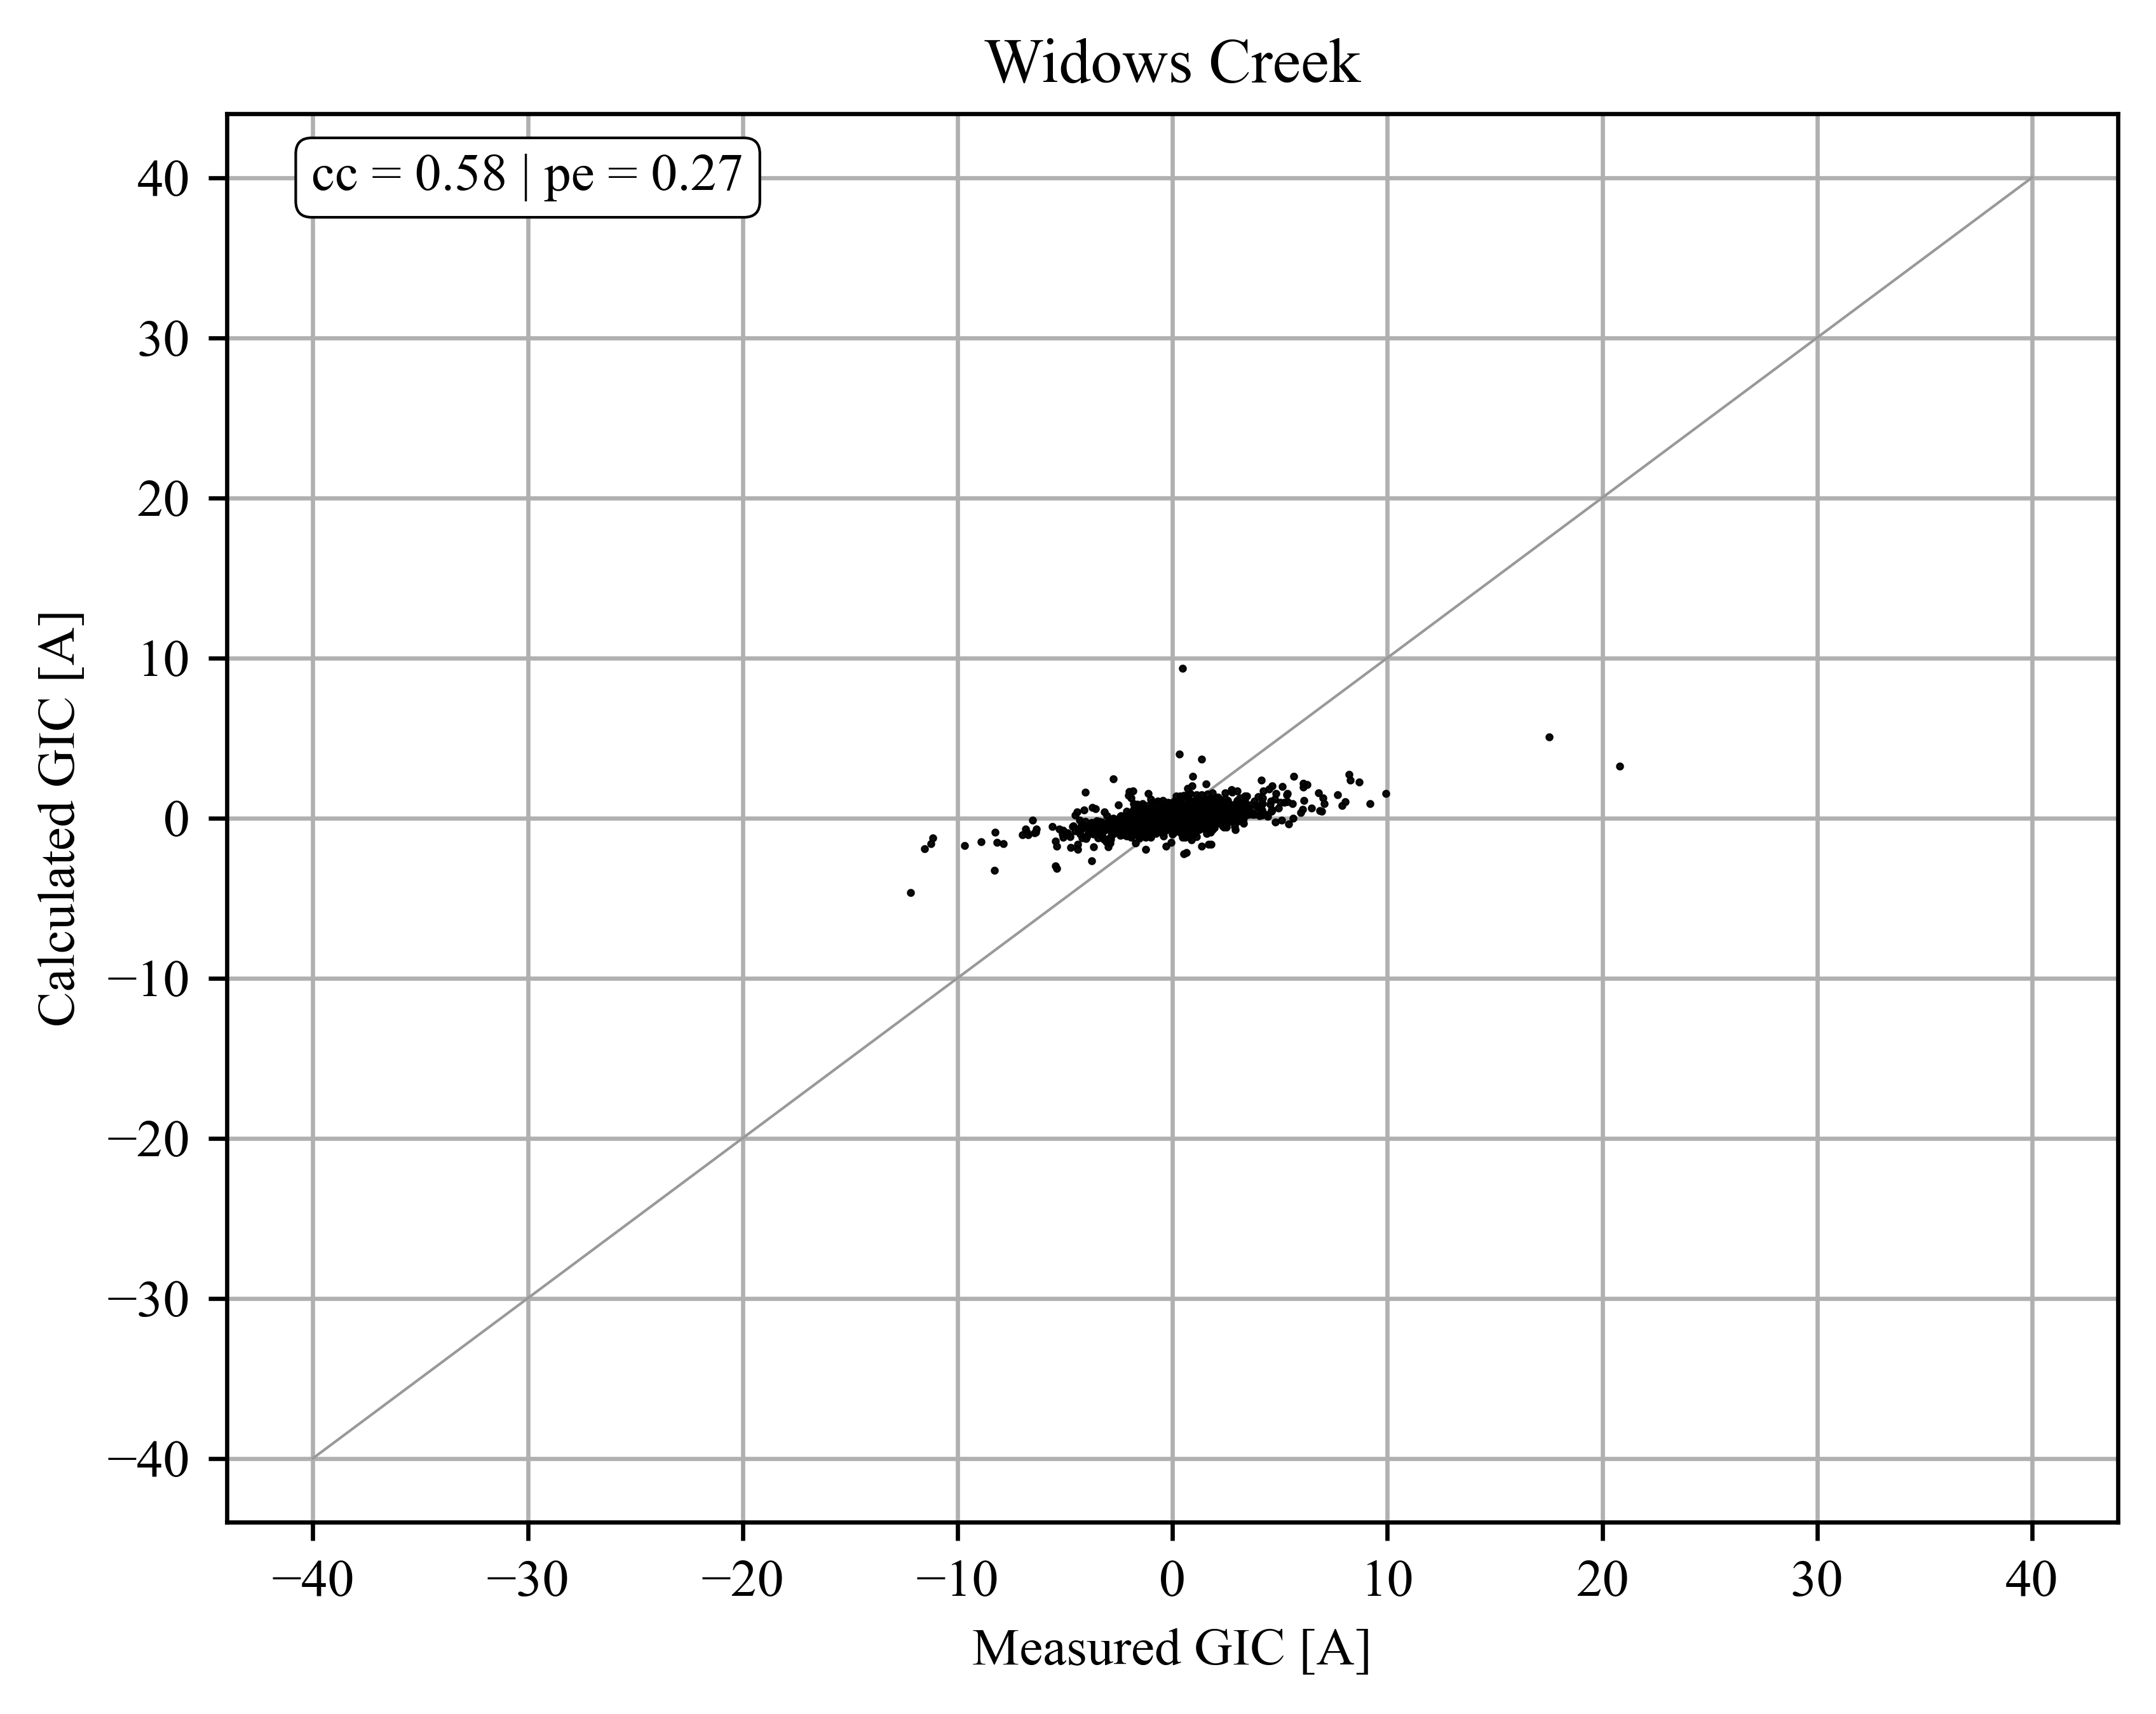 Widows Creek
cc = 0.58 | pe = 0.27
40
30
20
10
0
−10
−20
−30
−40
Calculated GIC [A]
−40 −30 −20 −10 0 10 20 30 40
Measured GIC [A]